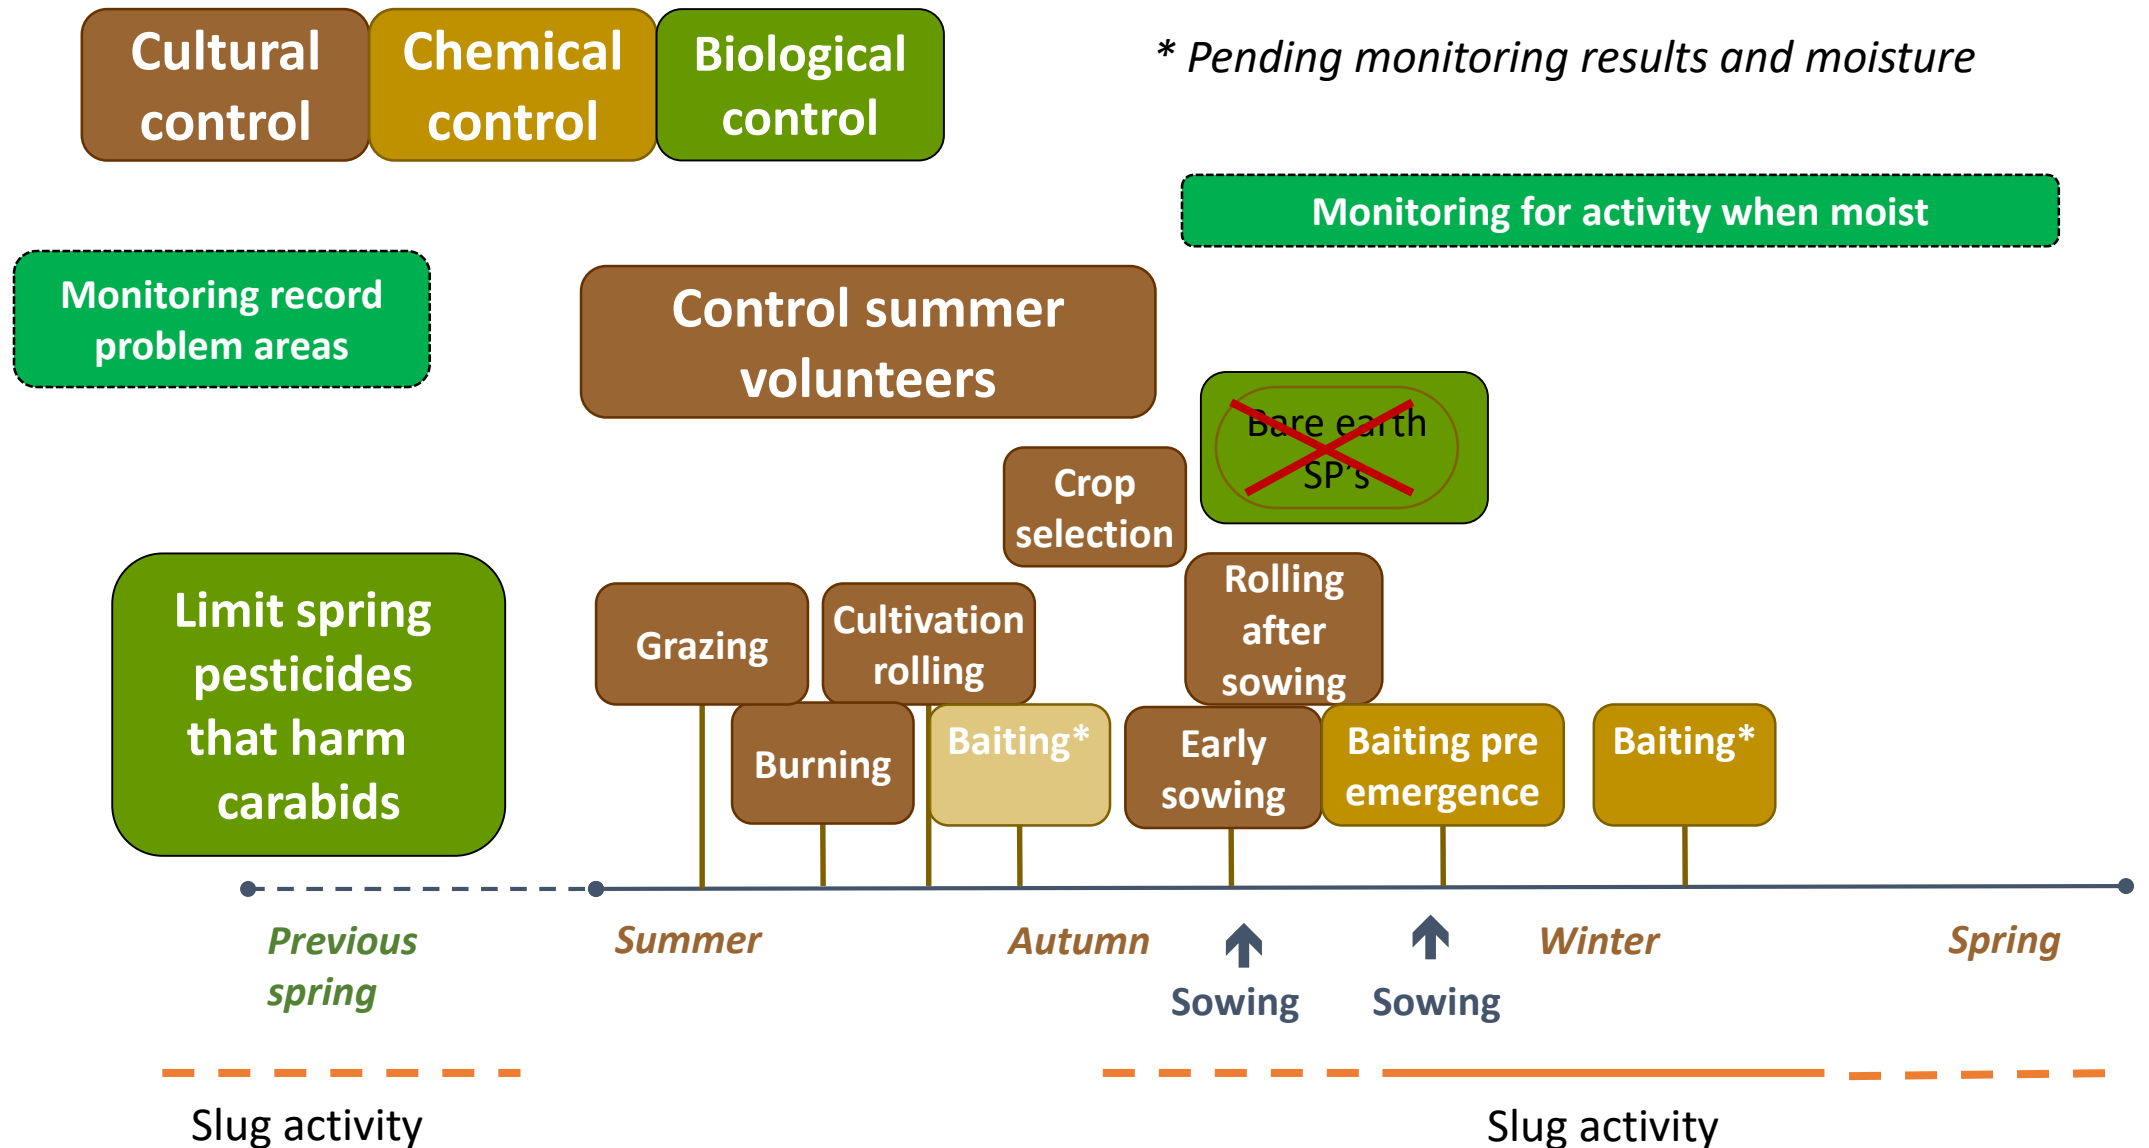 Cultural
control
Chemical
control
Biological
control
* Pending monitoring results and moisture
Monitoring for activity when moist
Monitoring record
problem areas
Control summer
volunteers
Bare earth
SP's
Crop
selection
Limit spring
pesticides
that harm
carabids
Grazing
Cultivation
rolling
Rolling
after
sowing
Burning
Baiting*
Early
sowing
Baiting pre
emergence
Baiting*
Previous
spring
Summer
Autumn
Winter
Spring
Sowing
Sowing
Slug activity
Slug activity